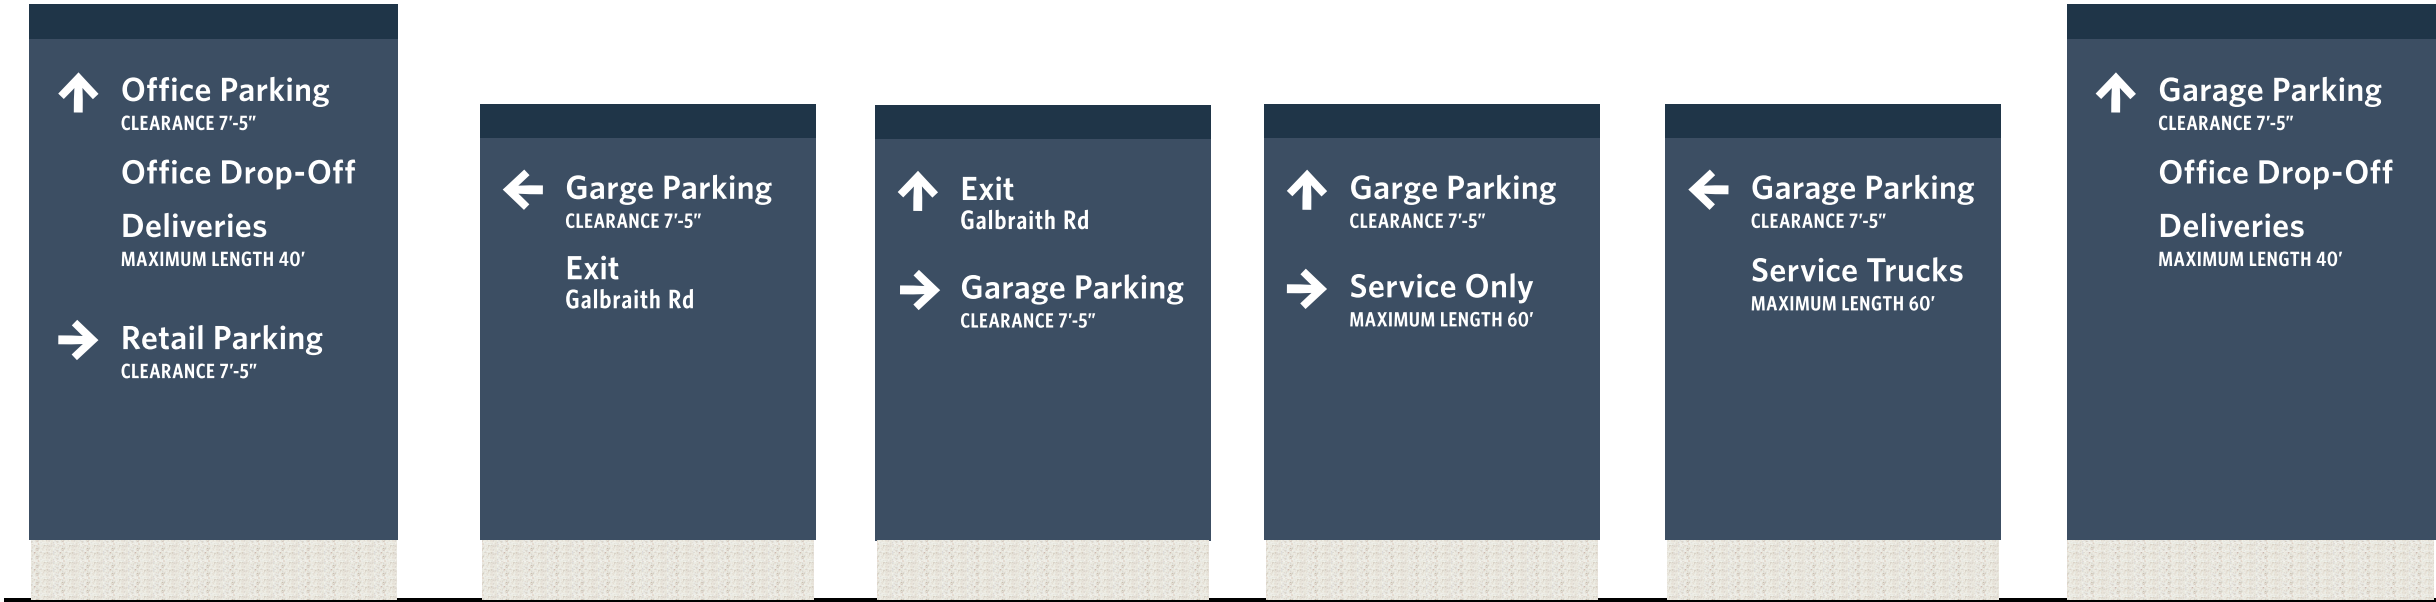 Office Parking
CLEARANCE 7'-5"
Office Drop-Off
Deliveries
MAXIMUM LENGTH 40'
Retail Parking
CLEARANCE 7'-5"
Garge Parking
CLEARANCE 7'-5"
Exit
Galbraith Rd
Exit
Galbraith Rd
Garage Parking
CLEARANCE 7'-5"
Garge Parking
CLEARANCE 7'-5"
Service Only
MAXIMUM LENGTH 60'
Garage Parking
CLEARANCE 7'-5"
Service Trucks
MAXIMUM LENGTH 60'
Garage Parking
CLEARANCE 7'-5"
Office Drop-Off
Deliveries
MAXIMUM LENGTH 40'